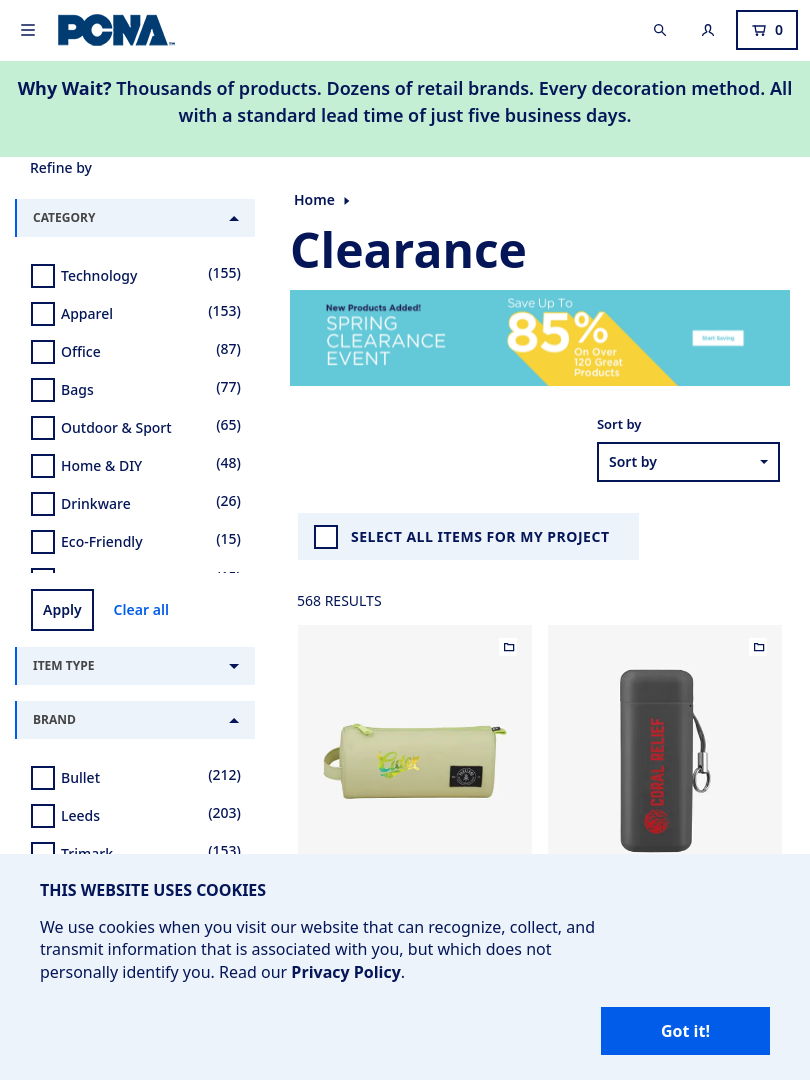 PCNA
0
Why Wait? Thousands of products. Dozens of retail brands. Every decoration method. All
with a standard lead time of just five business days.
Refine by
CATEGORY
Technology (155)
Apparel (153)
Office (87)
Bags (77)
Outdoor & Sport (65)
Home & DIY (48)
Drinkware (26)
Eco-Friendly (15)
Apply Clear all
ITEM TYPE
BRAND
Bullet (212)
Leeds (203)
Trimark (153)
Home
Clearance
New Products Added!
SPRING
CLEARANCE
EVENT
Save Up To
85%
On Over
120 Great
Products
Start Saving
Sort by
Sort by
SELECT ALL ITEMS FOR MY PROJECT
568 RESULTS
CORAL RELIEF
THIS WEBSITE USES COOKIES
We use cookies when you visit our website that can recognize, collect, and
transmit information that is associated with you, but which does not
personally identify you. Read our Privacy Policy.
Got it!